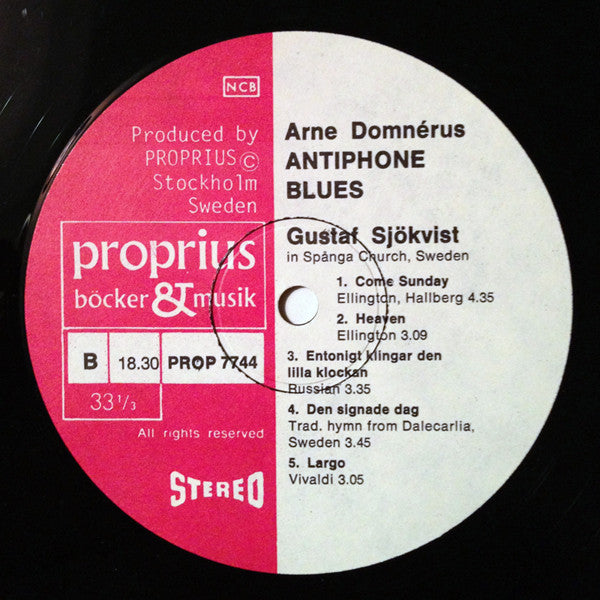 NCB
Produced by
PROPRIUS©
Stockholm
Sweden
proprius
böcker & musik
B 18.30 PROP 7744
33 1/3
All rights reserved
STEREO
Arne Domnérus
ANTIPHONE
BLUES
Gustaf Sjökvist
in Spånga Church, Sweden
1. Come Sunday
Ellington, Hallberg 4.35
2. Heaven
Ellington 3.09
3. Entonigt klingar den
lilla klockan
Russian 3.35
4. Den signade dag
Trad. hymn from Dalecarlia,
Sweden 3.45
5. Largo
Vivaldi 3.05